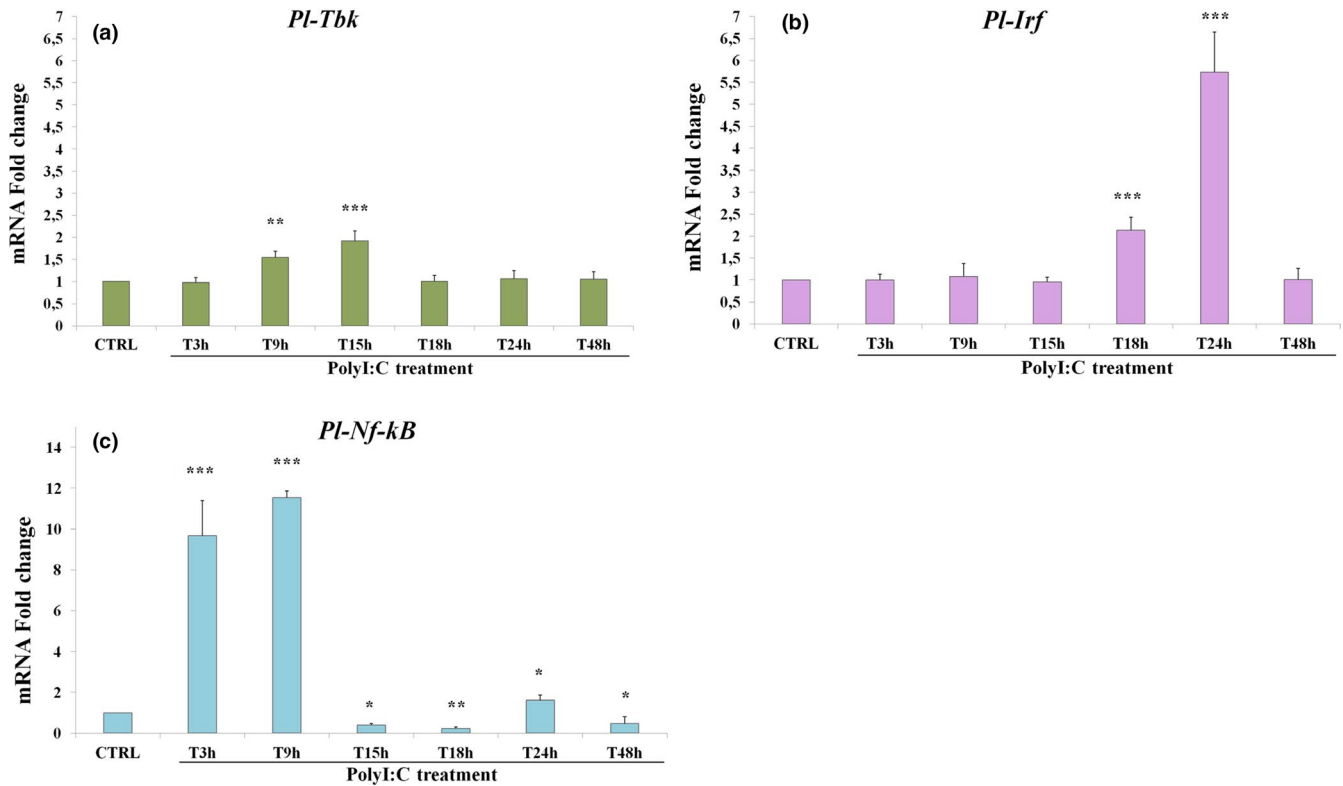 (a)
Pl-Tbk
mRNA Fold change
7
6,5
6
5,5
5
4,5
4
3,5
3
2,5
2
1,5
1
0,5
0
**
***
CTRL T3h T9h T15h T18h T24h T48h
PolyI:C treatment
(b)
Pl-Irf
mRNA Fold change
7
6,5
6
5,5
5
4,5
4
3,5
3
2,5
2
1,5
1
0,5
0
***
***
CTRL T3h T9h T15h T18h T24h T48h
PolyI:C treatment
(c)
Pl-Nf-kB
mRNA Fold change
14
12
10
8
6
4
2
0
*** ***
* ** * *
CTRL T3h T9h T15h T18h T24h T48h
PolyI:C treatment